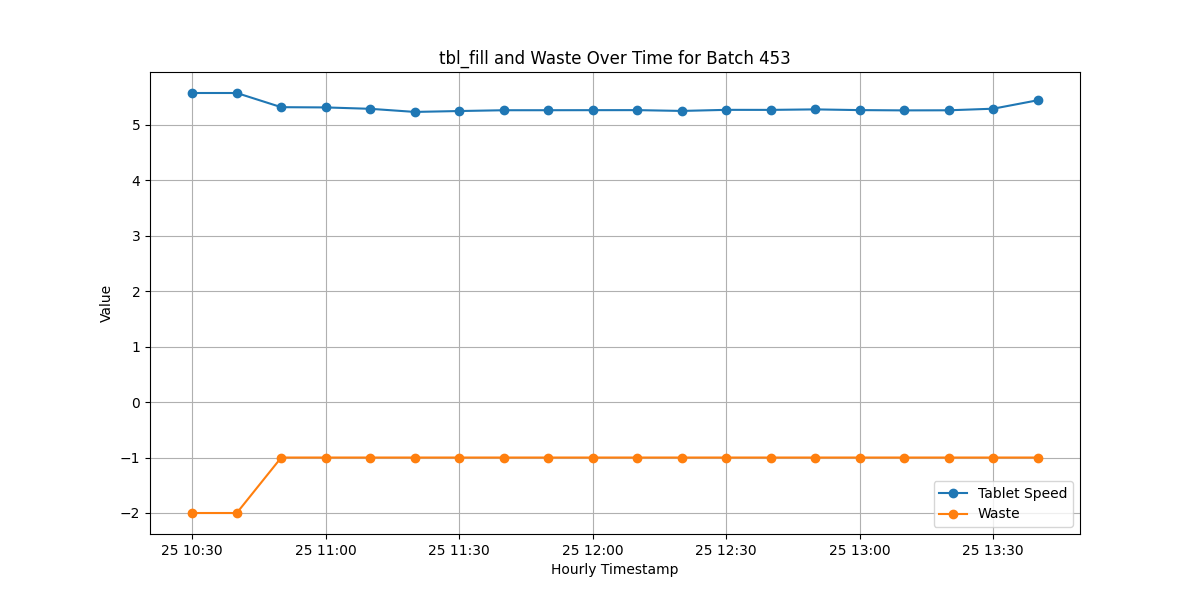 tbl_fill and Waste Over Time for Batch 453
Value
5
4
3
2
1
0
−1
−2
Tablet Speed
Waste
25 10:30 25 11:00 25 11:30 25 12:00 25 12:30 25 13:00 25 13:30
Hourly Timestamp